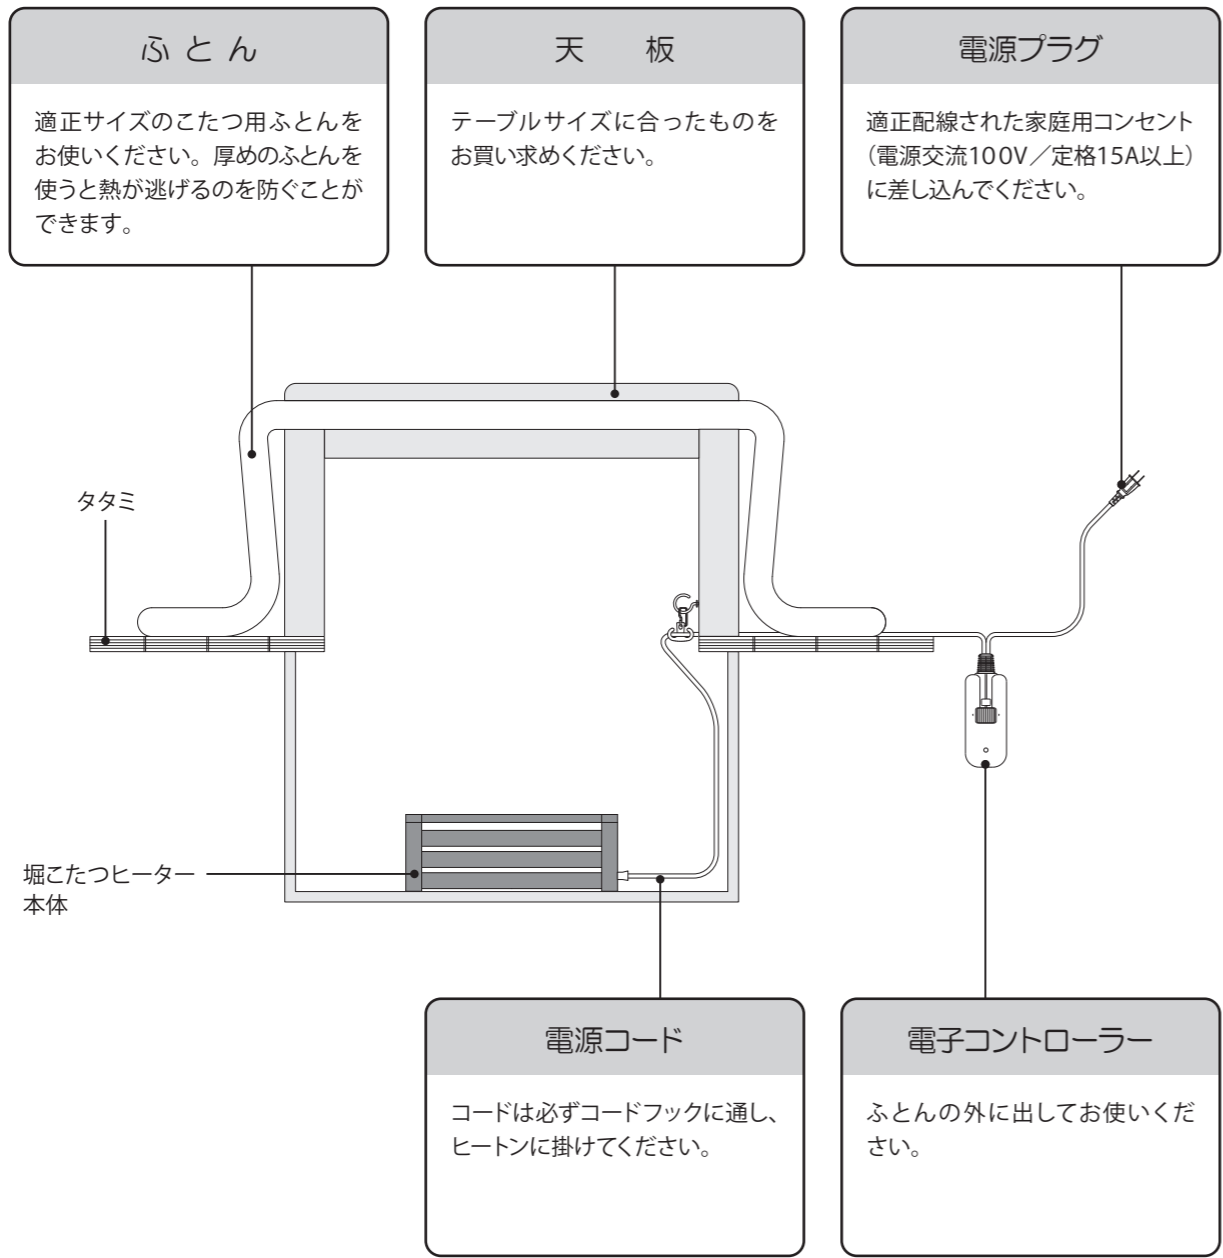 ふとん
適正サイズのこたつ用ふとんを
お使いください。厚めのふとんを
使うと熱が逃げるのを防ぐことが
できます。
天　板
テーブルサイズに合ったものを
お買い求めください。
電源プラグ
適正配線された家庭用コンセント
（電源交流100V／定格15A以上）
に差し込んでください。
タタミ
堀こたつヒーター
本体
電源コード
コードは必ずコードフックに通し、
ヒートンに掛けてください。
電子コントローラー
ふとんの外に出してお使いくだ
さい。